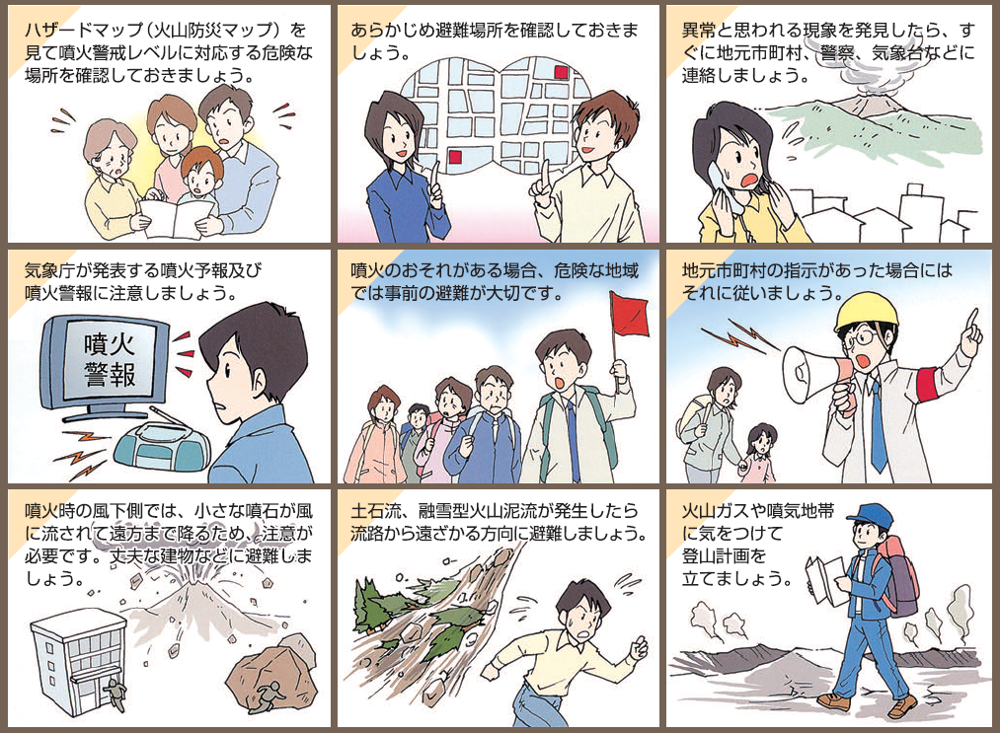 ハザードマップ（火山防災マップ）を
見て噴火警戒レベルに対応する危険な
場所を確認しておきましょう。
あらかじめ避難場所を確認しておきま
しょう。
異常と思われる現象を発見したら、す
ぐに地元市町村、警察、気象台などに
連絡しましょう。
気象庁が発表する噴火予報及び
噴火警報に注意しましょう。
噴火
警報
噴火のおそれがある場合、危険な地域
では事前の避難が大切です。
地元市町村の指示があった場合には
それに従いましょう。
噴火時の風下側では、小さな噴石が風
に流されて遠方まで降るため、注意が
必要です。丈夫な建物などに避難しま
しょう。
土石流、融雪型火山泥流が発生したら
流路から遠ざかる方向に避難しましょう。
火山ガスや噴気地帯
に気をつけて
登山計画を
立てましょう。